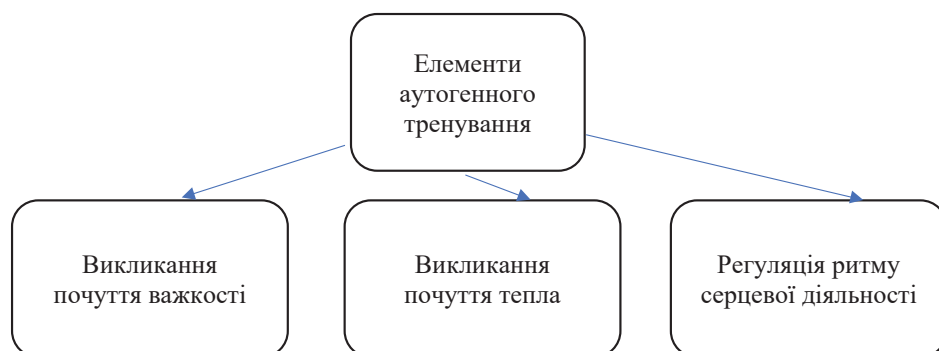 Елементи
аутогенного
тренування
Викликання
почуття важкості
Викликання
почуття тепла
Регуляція ритму
серцевої діяльності